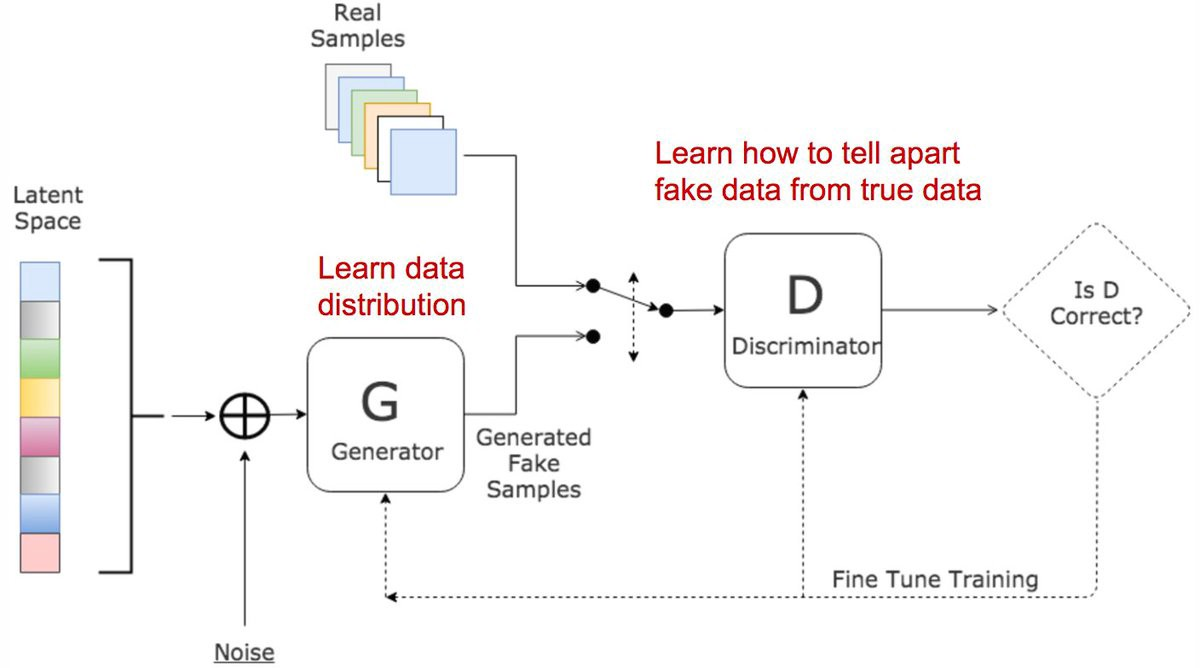 Real
Samples
Learn how to tell apart
fake data from true data
Latent
Space
Learn data
distribution
D
Discriminator
Is D
Correct?
G
Generator
Generated
Fake
Samples
Fine Tune Training
Noise